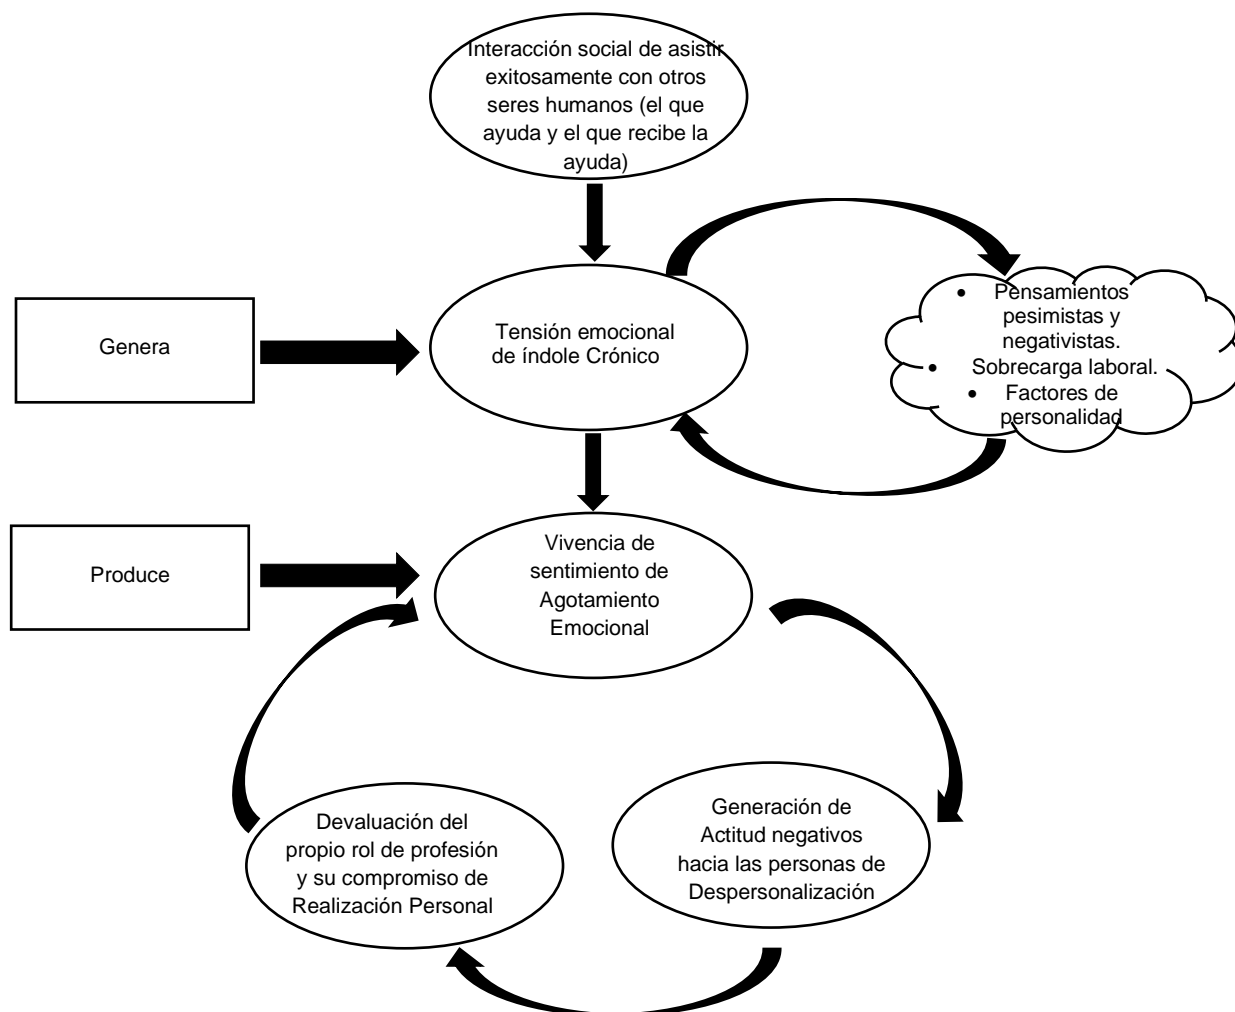 Interacción social de asistir
exitosamente con otros
seres humanos (el que
ayuda y el que recibe la
ayuda)
Genera
Tensión emocional
de índole Crónico
• Pensamientos
pesimistas y
negativistas.
• Sobrecarga laboral.
• Factores de
personalidad
Produce
Vivencia de
sentimiento de
Agotamiento
Emocional
Devaluación del
propio rol de profesión
y su compromiso de
Realización Personal
Generación de
Actitud negativos
hacia las personas de
Despersonalización